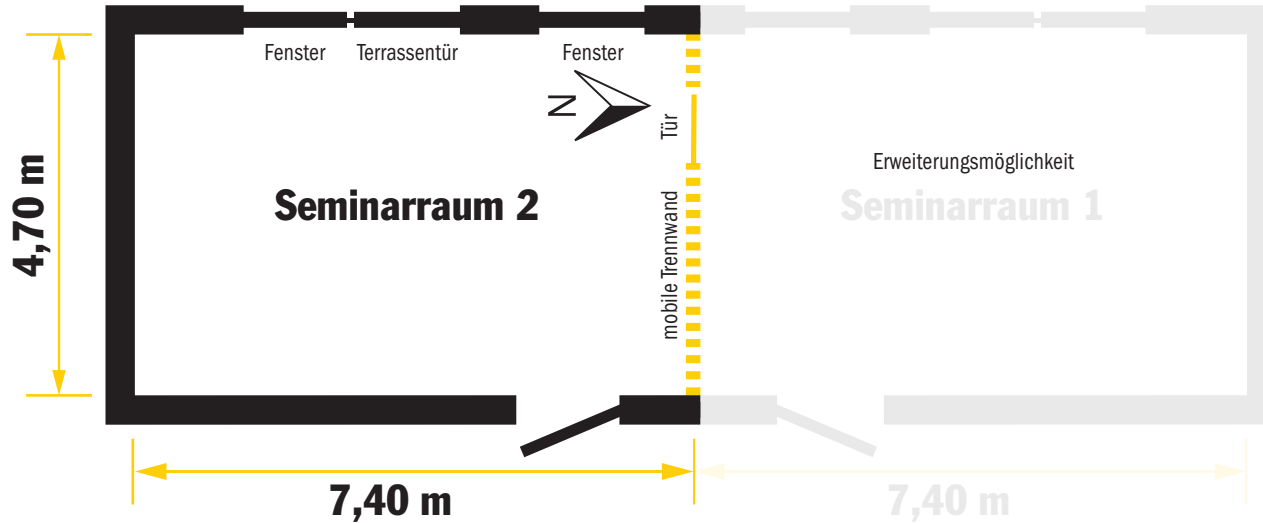 Fenster
Terrassentür
Fenster
N
Tür
mobile Trennwand
Erweiterungsmöglichkeit
Seminarraum 2
Seminarraum 1
4,70 m
7,40 m
7,40 m